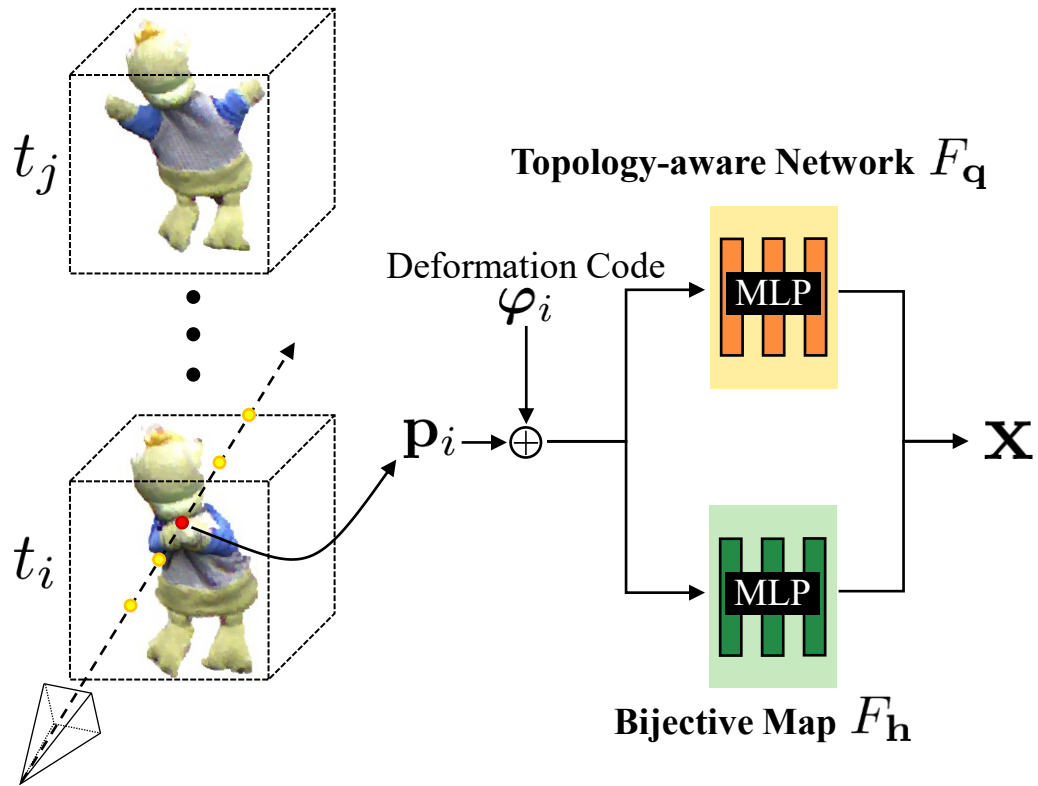 t_j
Topology-aware Network F_q
Deformation Code
φ_i
MLP
p_i
⊕
x
t_i
MLP
Bijective Map F_h